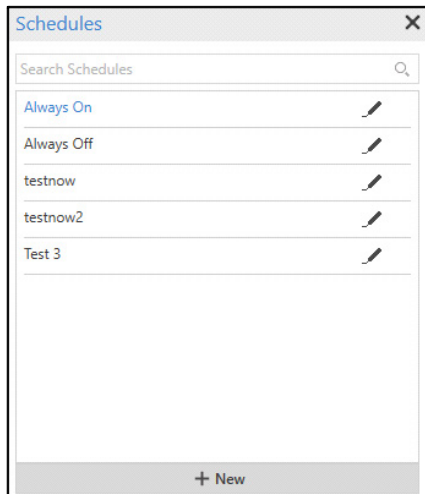 Schedules
Search Schedules
Always On
Always Off
testnow
testnow2
Test 3
+ New